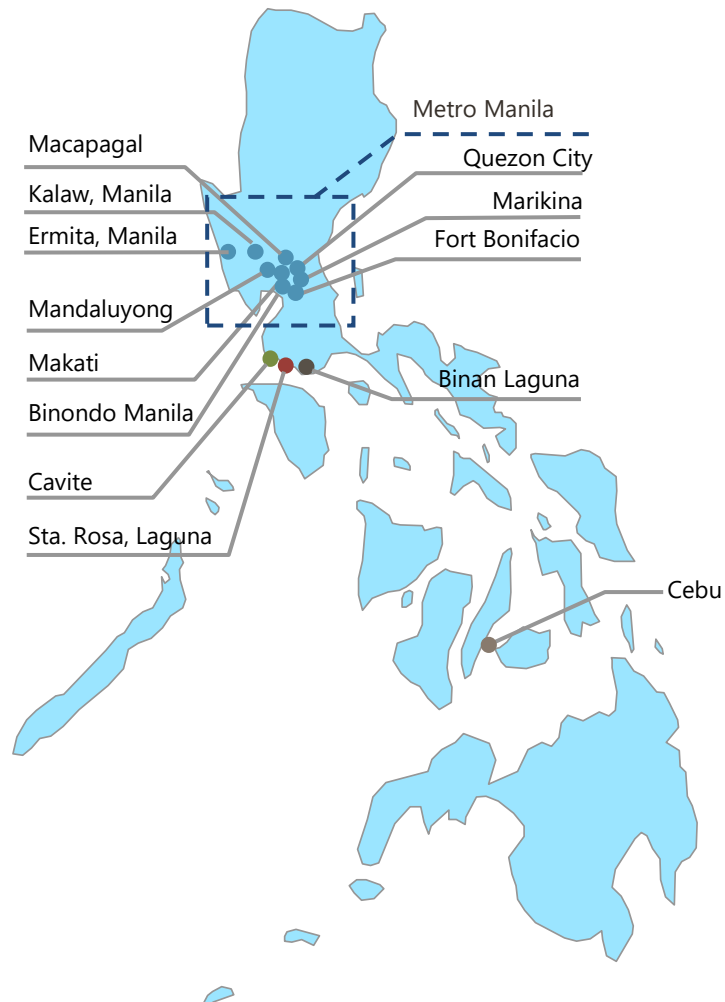 Metro Manila
Macapagal
Quezon City
Kalaw, Manila
Marikina
Ermita, Manila
Fort Bonifacio
Mandaluyong
Makati
Binan Laguna
Binondo Manila
Cavite
Sta. Rosa, Laguna
Cebu